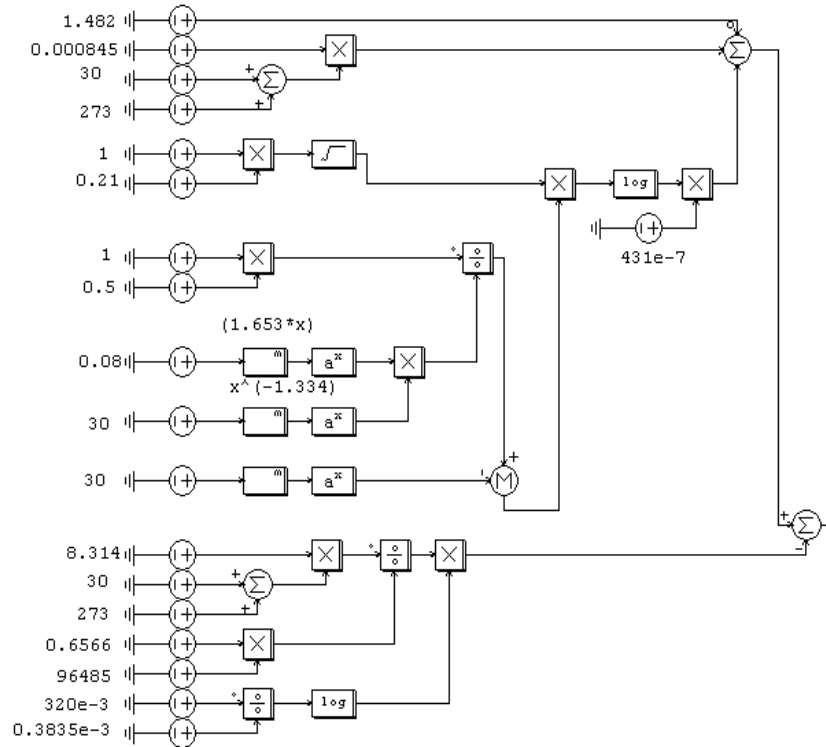 1.482
0.000845
30
273
1
0.21
log
431e-7
1
0.5
(1.653*x)
0.08
m
a^x
x^(-1.334)
30
m
a^x
30
m
a^x
M
8.314
30
273
0.6566
96485
320e-3
log
0.3835e-3